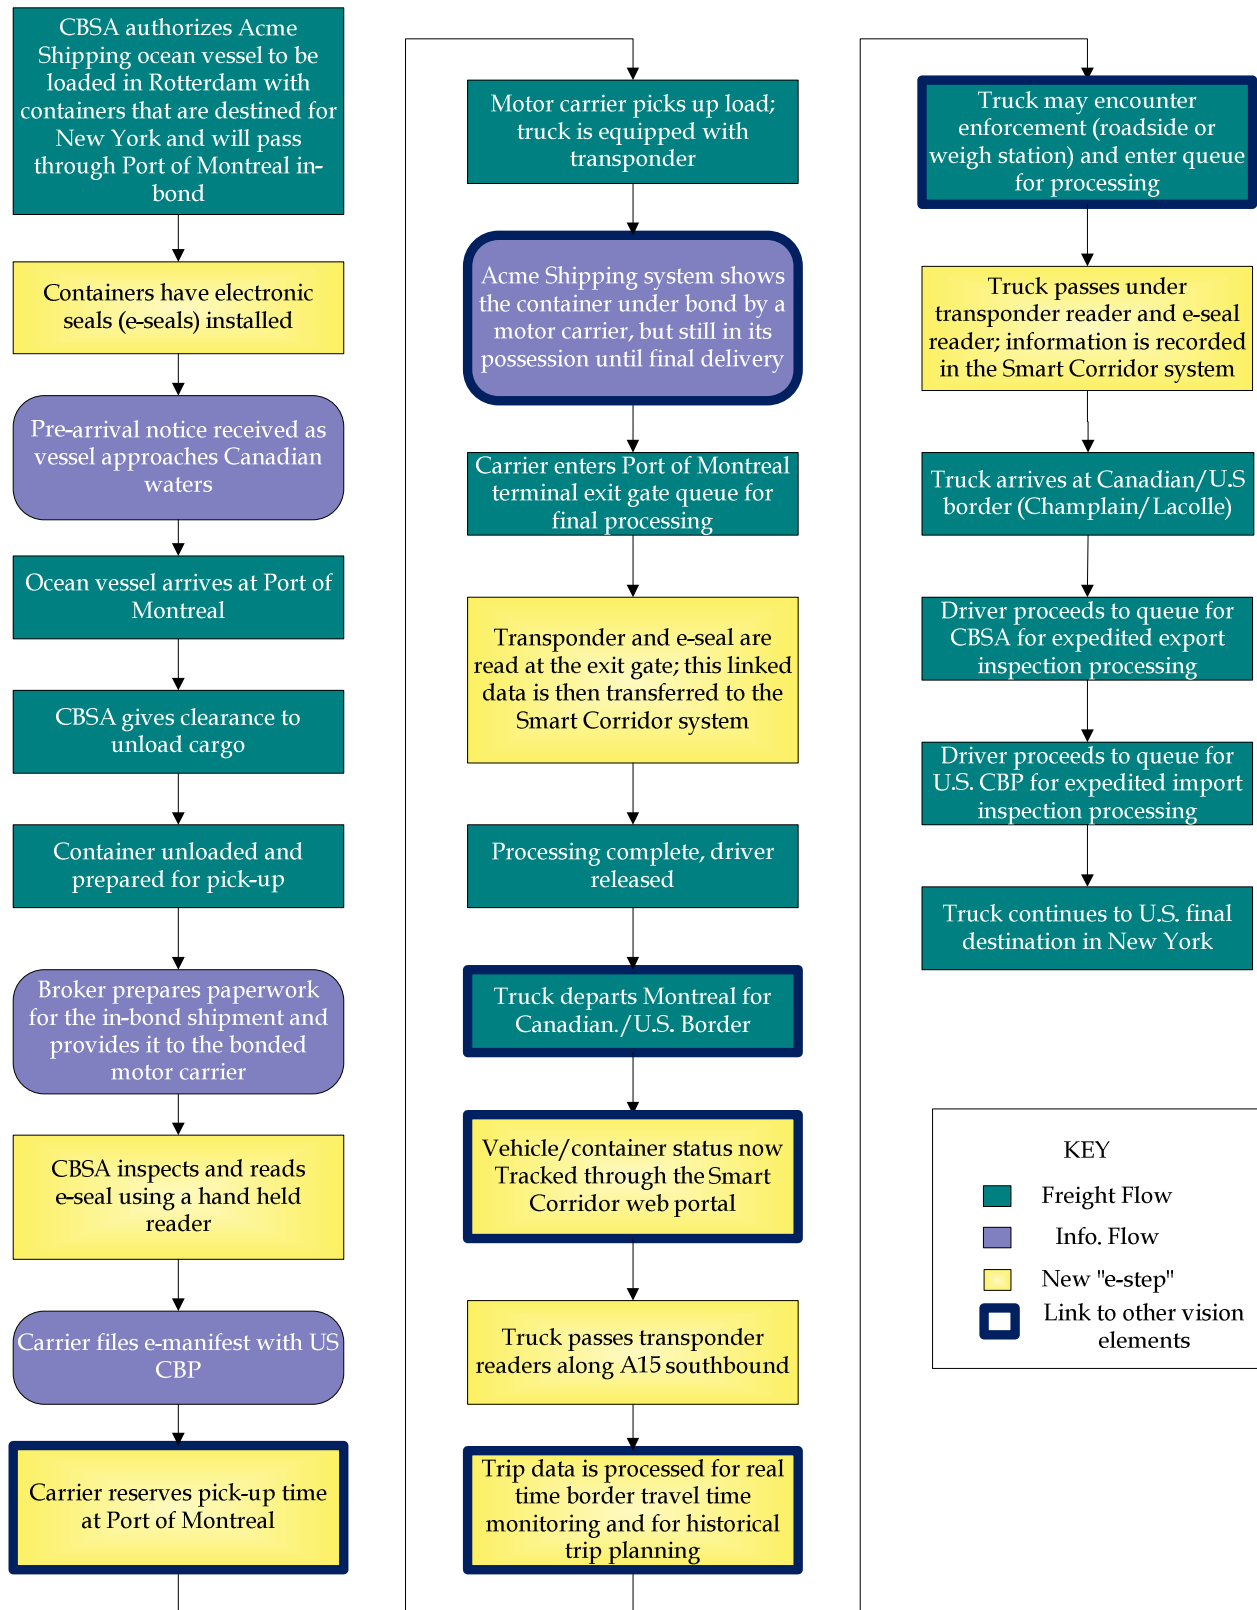 CBSA authorizes Acme
Shipping ocean vessel to be
loaded in Rotterdam with
containers that are destined for
New York and will pass
through Port of Montreal in-
bond
Containers have electronic
seals (e-seals) installed
Pre-arrival notice received as
vessel approaches Canadian
waters
Ocean vessel arrives at Port of
Montreal
CBSA gives clearance to
unload cargo
Container unloaded and
prepared for pick-up
Broker prepares paperwork
for the in-bond shipment and
provides it to the bonded
motor carrier
CBSA inspects and reads
e-seal using a hand held
reader
Carrier files e-manifest with US
CBP
Carrier reserves pick-up time
at Port of Montreal
Motor carrier picks up load;
truck is equipped with
transponder
Acme Shipping system shows
the container under bond by a
motor carrier, but still in its
possession until final delivery
Carrier enters Port of Montreal
terminal exit gate queue for
final processing
Transponder and e-seal are
read at the exit gate; this linked
data is then transferred to the
Smart Corridor system
Processing complete, driver
released
Truck departs Montreal for
Canadian./U.S. Border
Vehicle/container status now
Tracked through the Smart
Corridor web portal
Truck passes transponder
readers along A15 southbound
Trip data is processed for real
time border travel time
monitoring and for historical
trip planning
Truck may encounter
enforcement (roadside or
weigh station) and enter queue
for processing
Truck passes under
transponder reader and e-seal
reader; information is recorded
in the Smart Corridor system
Truck arrives at Canadian/U.S
border (Champlain/Lacolle)
Driver proceeds to queue for
CBSA for expedited export
inspection processing
Driver proceeds to queue for
U.S. CBP for expedited import
inspection processing
Truck continues to U.S. final
destination in New York
KEY
Freight Flow
Info. Flow
New "e-step"
Link to other vision
elements